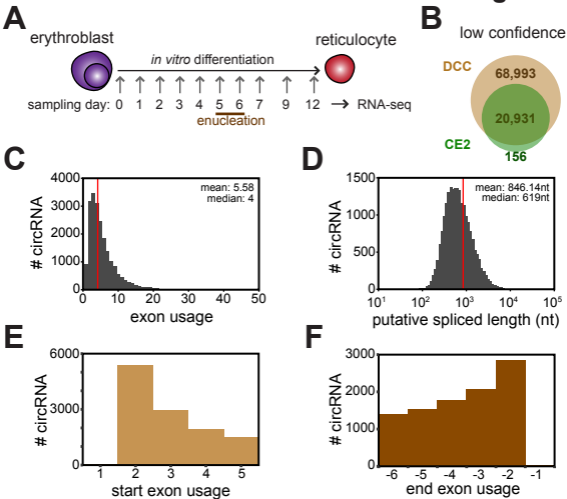 A
erythroblast
in vitro differentiation
reticulocyte
sampling day: 0 1 2 3 4 5 6 7 9 12 → RNA-seq
enucleation
B
low confidence
DCC
68,993
20,931
CE2
156
C
4000
3000
2000
1000
0
# circRNA
mean: 5.58
median: 4
0 10 20 30 40 50
exon usage
D
1500
1000
500
0
# circRNA
mean: 846.14nt
median: 619nt
10¹ 10² 10³ 10⁴ 10⁵
putative spliced length (nt)
E
6000
3000
0
# circRNA
1 2 3 4 5
start exon usage
F
3000
2000
1000
0
# circRNA
-6 -5 -4 -3 -2 -1
end exon usage